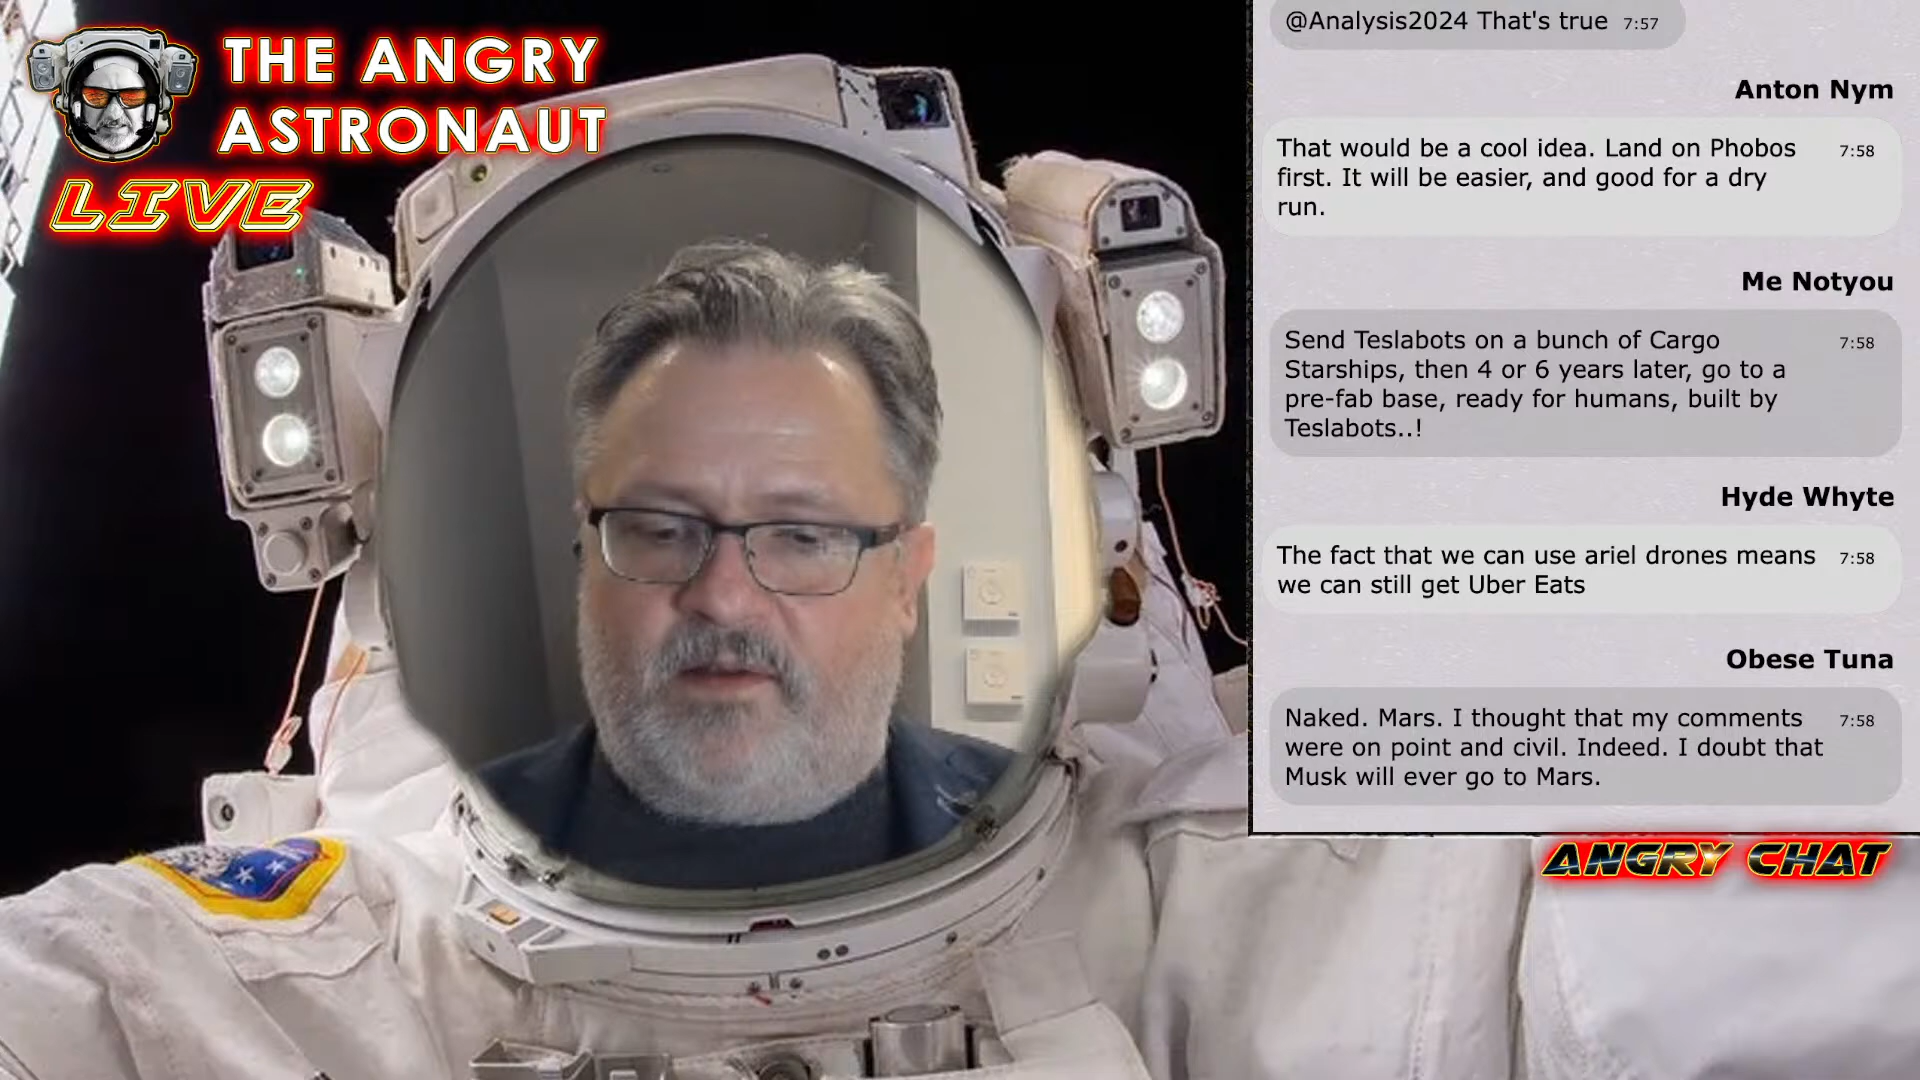 THE ANGRY
ASTRONAUT
LIVE
@Analysis2024 That's true 7:57
Anton Nym
That would be a cool idea. Land on Phobos 7:58
first. It will be easier, and good for a dry
run.
Me Notyou
Send Teslabots on a bunch of Cargo 7:58
Starships, then 4 or 6 years later, go to a
pre-fab base, ready for humans, built by
Teslabots..!
Hyde Whyte
The fact that we can use ariel drones means 7:58
we can still get Uber Eats
Obese Tuna
Naked. Mars. I thought that my comments 7:58
were on point and civil. Indeed. I doubt that
Musk will ever go to Mars.
ANGRY CHAT